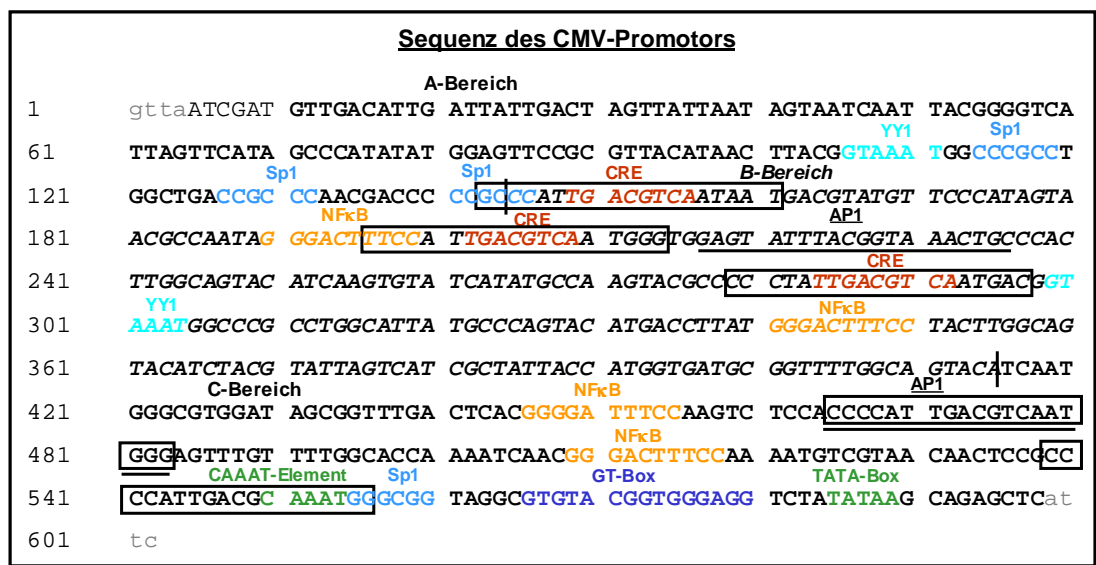 Sequenz des CMV-Promotors
A-Bereich
1 gttaATCGAT GTTGACATTG ATTATTGACT AGTTATTAAT AGTAATCAAT TACGGGGTCA
YY1 Sp1
61 TTAGTTCATA GCCCATATAT GGAGTTCCGC GTTACATAAC TTACGGTAAAT GGCCCGCCT
Sp1 Sp1 CRE B-Bereich
121 GGCTGACCGC CCAACGACCC CCGCCCATTG ACGTCAATAA TGACGTATGT TCCCATAGTA
NFκB CRE AP1
181 ACGCCAATAG GGACTTTCCA TTGACGTCAA TGGGTGGAGT ATTTACGGTA AACTGCCCAC
CRE
241 TTGGCAGTAC ATCAAGTGTA TCATATGCCA AGTACGCCCC CTATTGACGT CAATGACGGT
YY1 NFκB
301 AAATGGCCCG CCTGGCATTA TGCCCAGTAC ATGACCTTAT GGGACTTTCC TACTTGGCAG
361 TACATCTACG TATTAGTCAT CGCTATTACC ATGGTGATGC GGTTTTGGCA GTACATCAAT
C-Bereich NFκB AP1
421 GGGCGTGGAT AGCGGTTTGA CTCACGGGGA TTTCCAAGTC TCCACCCCAT TGACGTCAAT
NFκB
481 GGGAGTTTGT TTTGGCACCA AAATCAACGG GACTTTCCAA AATGTCGTAA CAACTCCGCC
CAAAT-Element Sp1 GT-Box TATA-Box
541 CCATTGACGC AAATGGGCGG TAGGCGTGTA CGGTGGGAGG TCTATATAAG CAGAGCTCat
601 tc